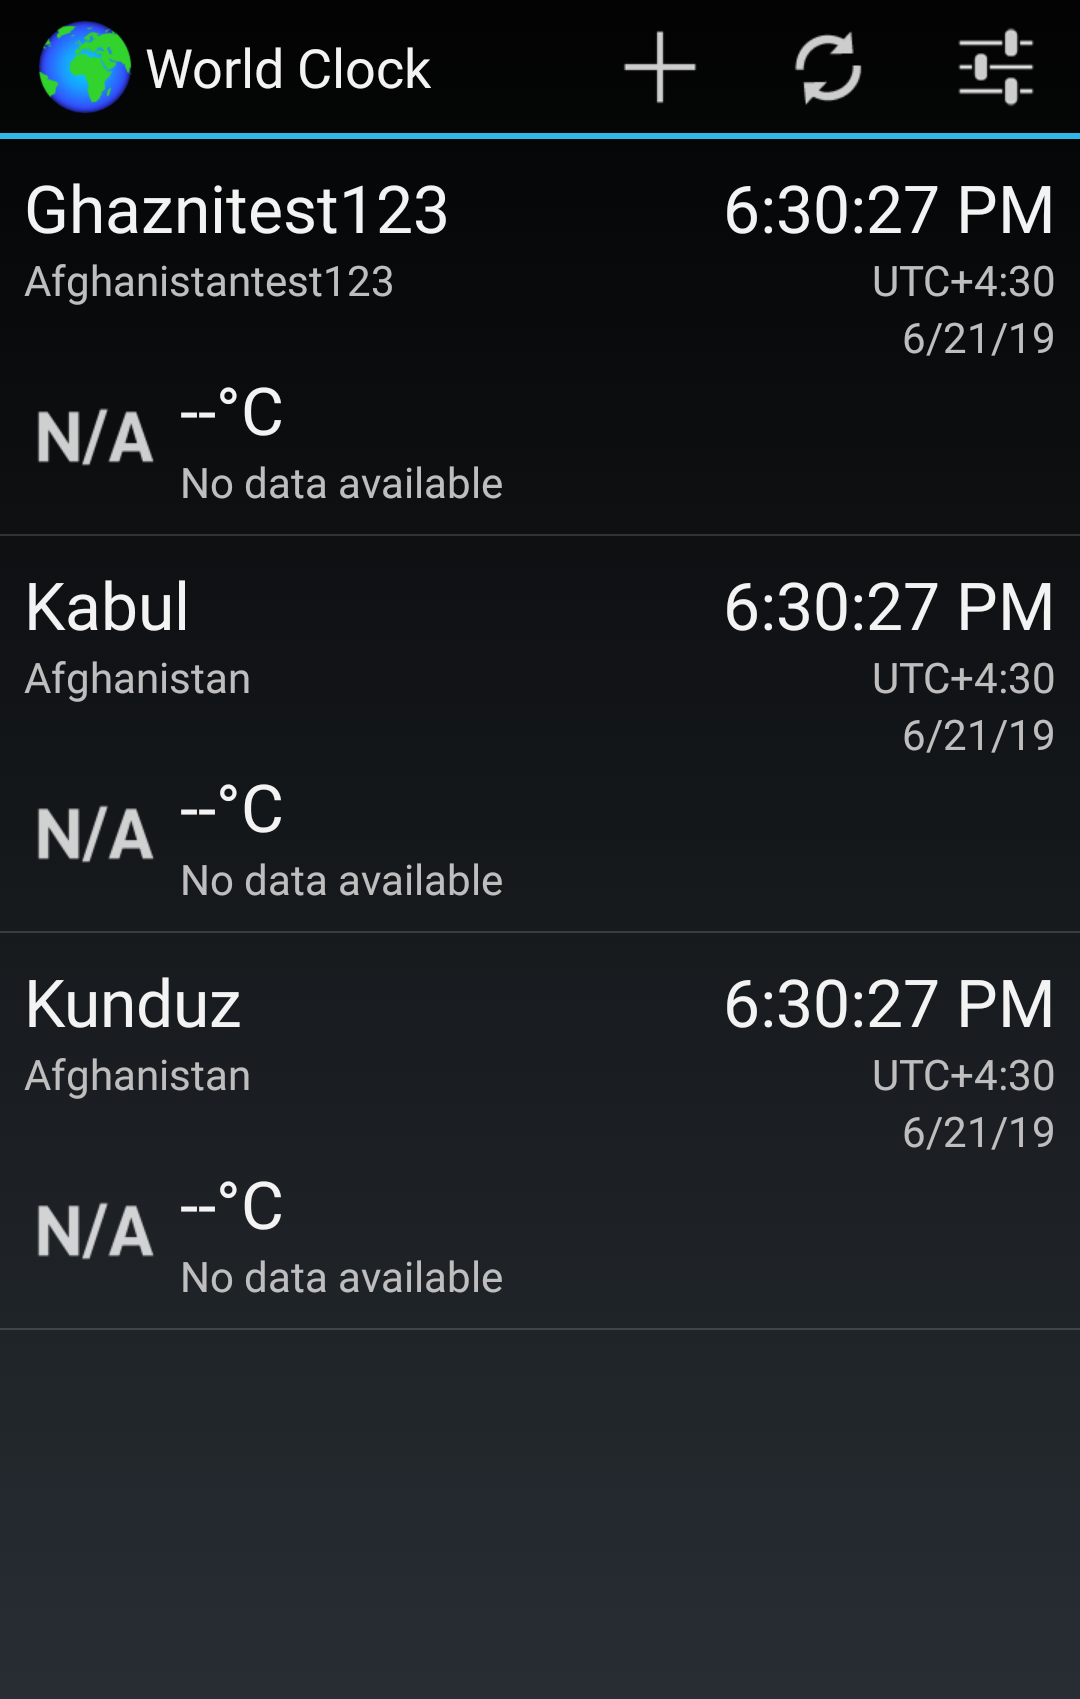 World Clock
Ghaznitest123 6:30:27 PM
Afghanistantest123 UTC+4:30
6/21/19
N/A --°C
No data available
Kabul 6:30:27 PM
Afghanistan UTC+4:30
6/21/19
N/A --°C
No data available
Kunduz 6:30:27 PM
Afghanistan UTC+4:30
6/21/19
N/A --°C
No data available